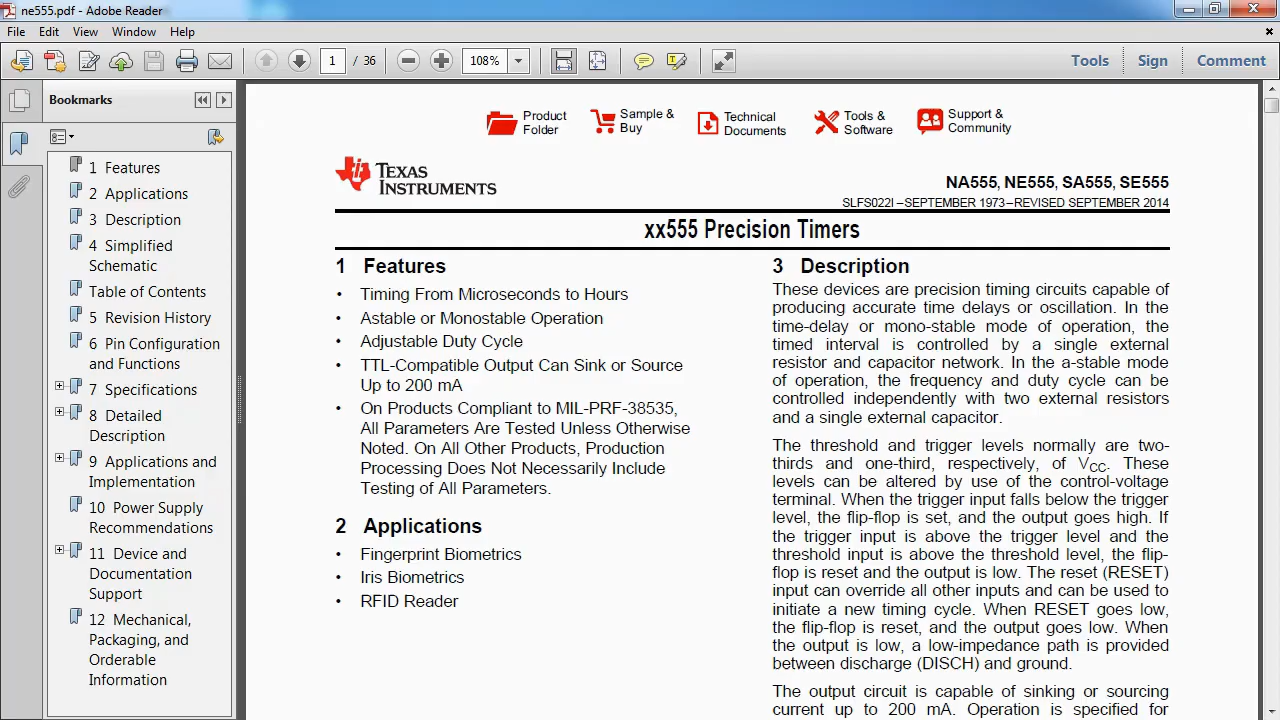 ne555.pdf - Adobe Reader
File Edit View Window Help
1 / 36 108% Tools Sign Comment
Bookmarks
1 Features
2 Applications
3 Description
4 Simplified
Schematic
Table of Contents
5 Revision History
6 Pin Configuration
and Functions
7 Specifications
8 Detailed
Description
9 Applications and
Implementation
10 Power Supply
Recommendations
11 Device and
Documentation
Support
12 Mechanical,
Packaging, and
Orderable
Information
Product
Folder
Sample &
Buy
Technical
Documents
Tools &
Software
Support &
Community
TEXAS
INSTRUMENTS
NA555, NE555, SA555, SE555
SLFS022I – SEPTEMBER 1973 – REVISED SEPTEMBER 2014
xx555 Precision Timers
1 Features
• Timing From Microseconds to Hours
• Astable or Monostable Operation
• Adjustable Duty Cycle
• TTL-Compatible Output Can Sink or Source
Up to 200 mA
• On Products Compliant to MIL-PRF-38535,
All Parameters Are Tested Unless Otherwise
Noted. On All Other Products, Production
Processing Does Not Necessarily Include
Testing of All Parameters.
2 Applications
• Fingerprint Biometrics
• Iris Biometrics
• RFID Reader
3 Description
These devices are precision timing circuits capable of
producing accurate time delays or oscillation. In the
time-delay or mono-stable mode of operation, the
timed interval is controlled by a single external
resistor and capacitor network. In the a-stable mode
of operation, the frequency and duty cycle can be
controlled independently with two external resistors
and a single external capacitor.
The threshold and trigger levels normally are two-
thirds and one-third, respectively, of VCC. These
levels can be altered by use of the control-voltage
terminal. When the trigger input falls below the trigger
level, the flip-flop is set, and the output goes high. If
the trigger input is above the trigger level and the
threshold input is above the threshold level, the flip-
flop is reset and the output is low. The reset (RESET)
input can override all other inputs and can be used to
initiate a new timing cycle. When RESET goes low,
the flip-flop is reset, and the output goes low. When
the output is low, a low-impedance path is provided
between discharge (DISCH) and ground.
The output circuit is capable of sinking or sourcing
current up to 200 mA. Operation is specified for